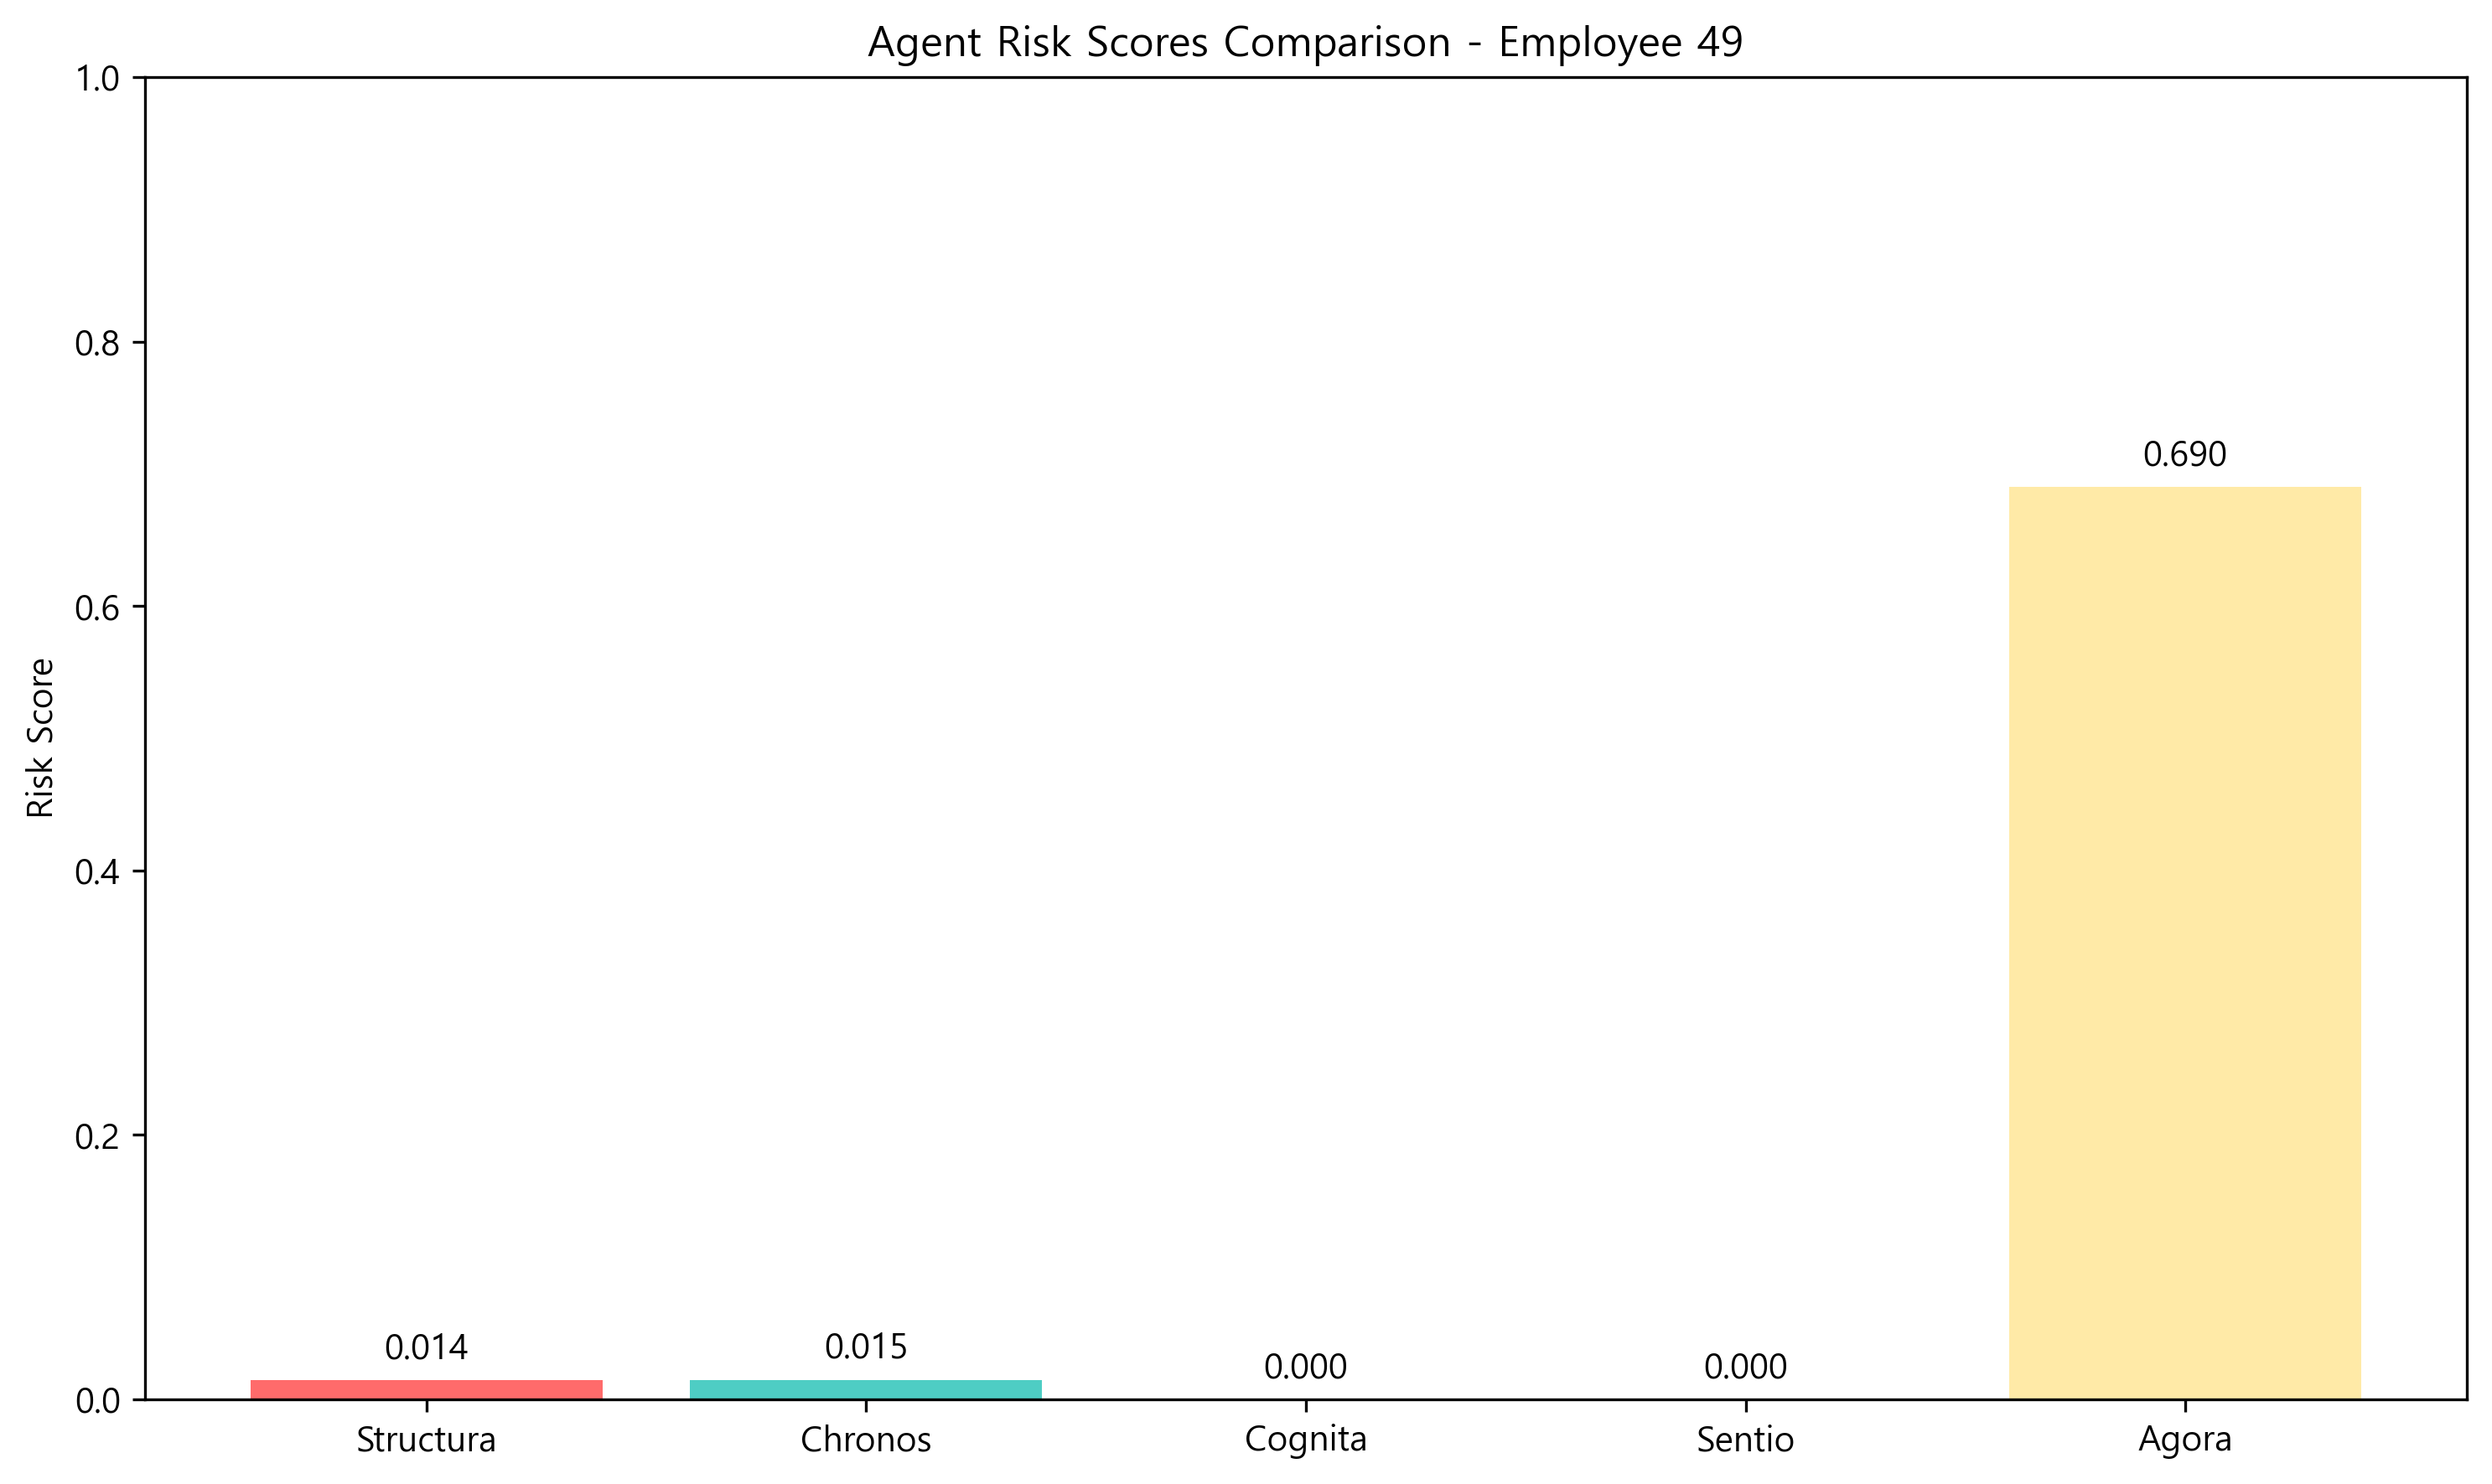 Agent Risk Scores Comparison - Employee 49
Risk Score
1.0
0.8
0.6
0.4
0.2
0.0
0.014
0.015
0.000
0.000
0.690
Structura
Chronos
Cognita
Sentio
Agora